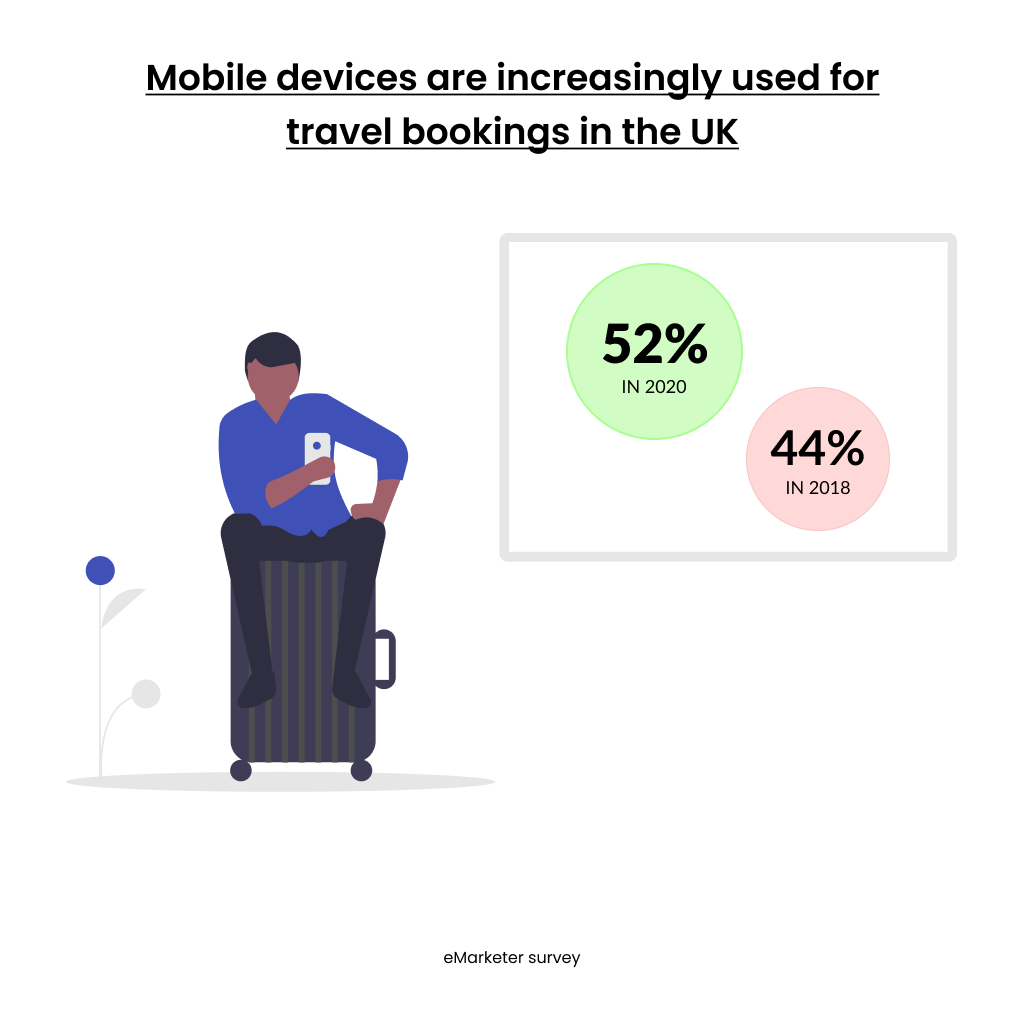 Mobile devices are increasingly used for
travel bookings in the UK
52%
IN 2020
44%
IN 2018
eMarketer survey